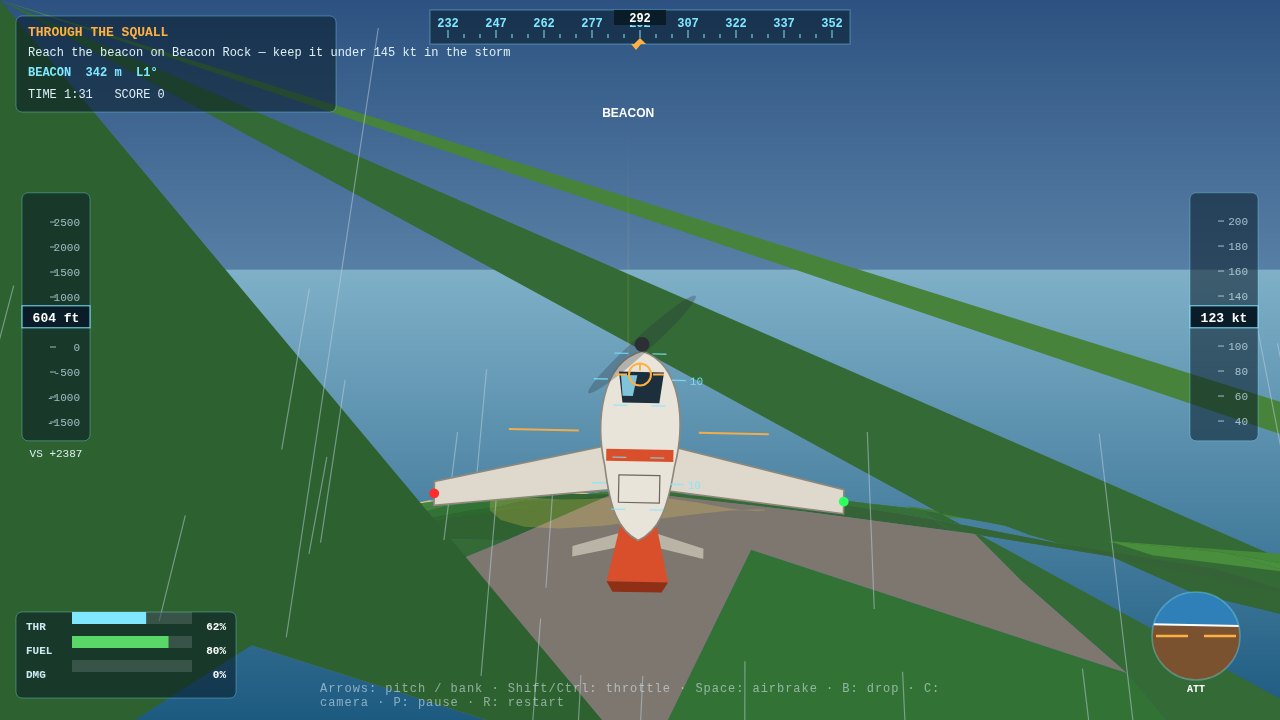 THROUGH THE SQUALL
Reach the beacon on Beacon Rock — keep it under 145 kt in the storm
BEACON 342 m L1°
TIME 1:31 SCORE 0
232 247 262 277 292 307 322 337 352
BEACON
2500
2000
1500
1000
604 ft
0
-500
-1000
-1500
VS +2387
200
180
160
140
123 kt
100
80
60
40
10
10
THR 62%
FUEL 80%
DMG 0%
ATT
Arrows: pitch / bank · Shift/Ctrl: throttle · Space: airbrake · B: drop · C:
camera · P: pause · R: restart